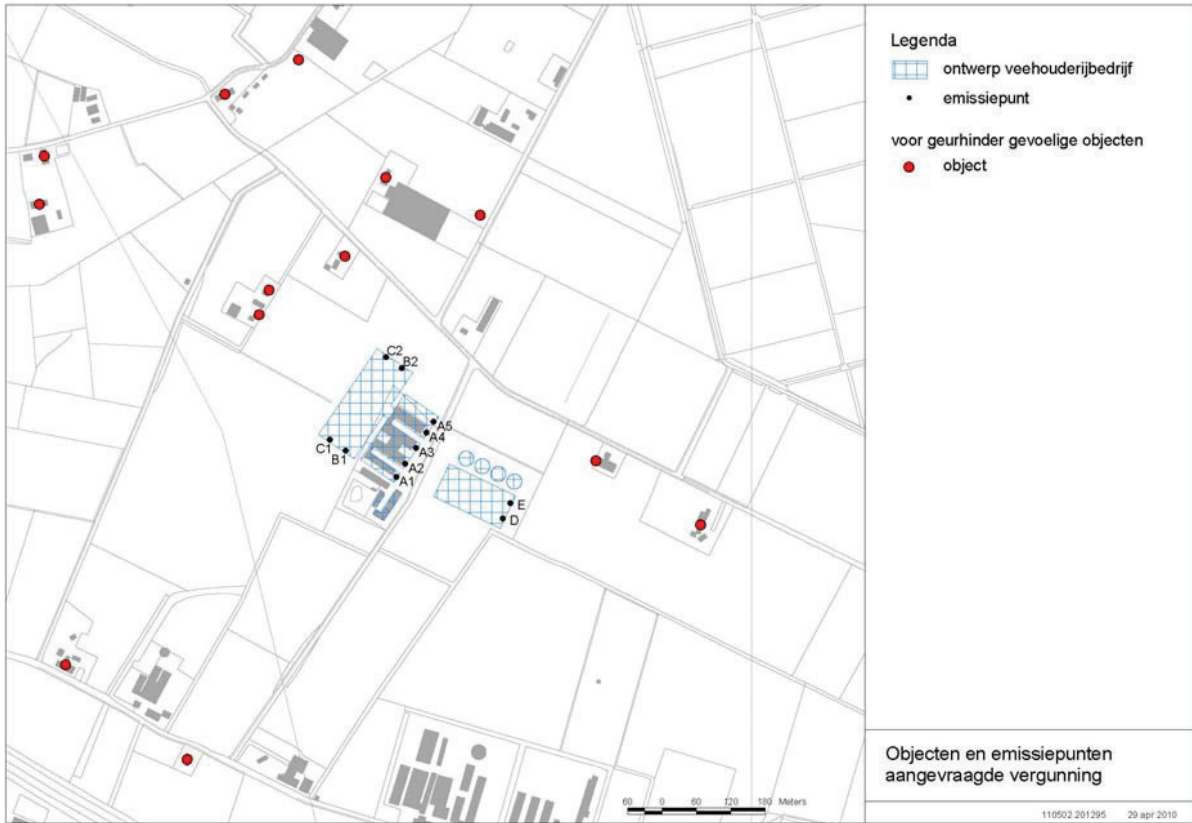 Legenda
ontwerp veehouderijbedrijf
emissiepunt
voor geurhinder gevoelige objecten
object
C2
B2
A5
A4
C1
B1
A3
A2
A1
E
D
60 0 60 120 180 Meters
Objecten en emissiepunten
aangevraagde vergunning
110502.201295 29 apr 2010